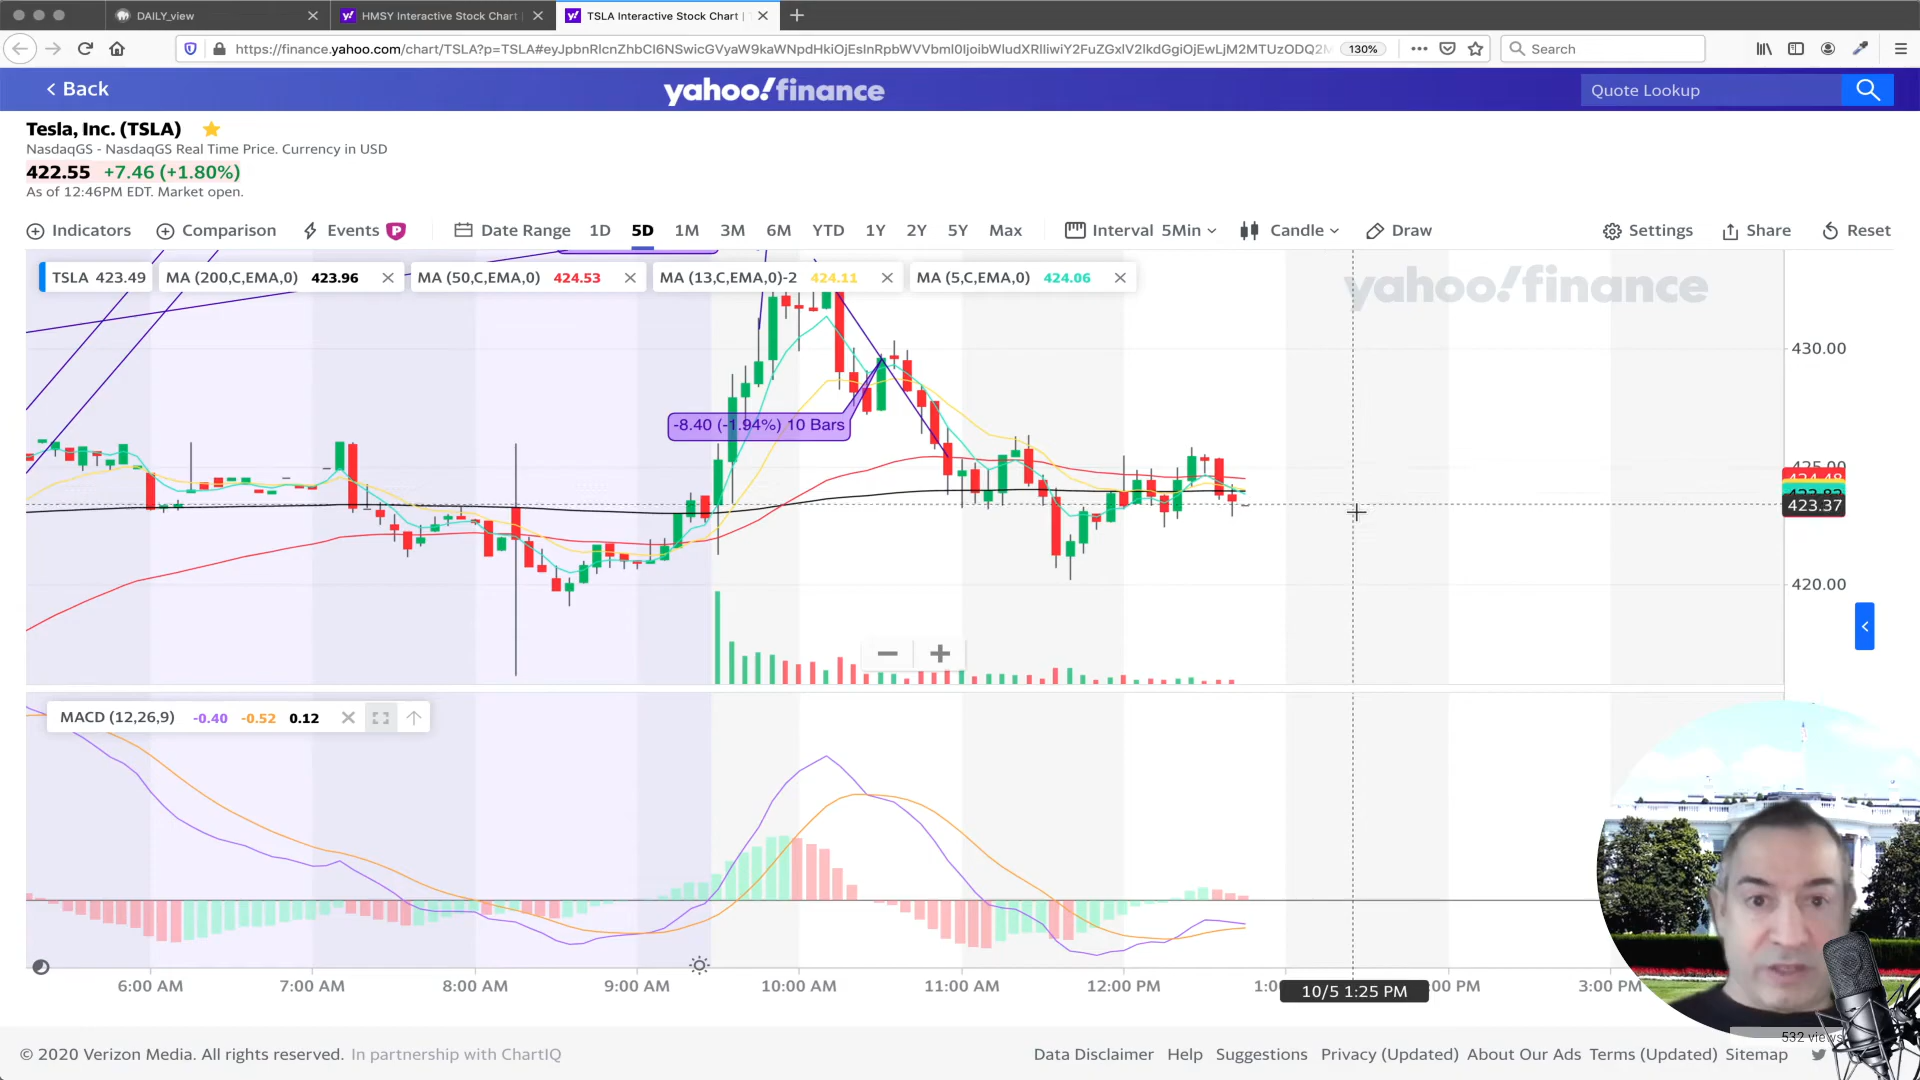 DAILY_view
HMSY Interactive Stock Chart |
TSLA Interactive Stock Chart |
130%
Search
< Back
yahoo!finance
Quote Lookup
Tesla, Inc. (TSLA)
NasdaqGS - NasdaqGS Real Time Price. Currency in USD
422.55 +7.46 (+1.80%)
As of 12:46PM EDT. Market open.
Indicators Comparison Events P Date Range 1D 5D 1M 3M 6M YTD 1Y 2Y 5Y Max Interval 5Min Candle Draw Settings Share Reset
TSLA 423.49 MA (200,C,EMA,0) 423.96 MA (50,C,EMA,0) 424.53 MA (13,C,EMA,0)-2 424.11 MA (5,C,EMA,0) 424.06
yahoo!finance
430.00
-8.40 (-1.94%) 10 Bars
425.00
423.37
420.00
MACD (12,26,9) -0.40 -0.52 0.12
6:00 AM 7:00 AM 8:00 AM 9:00 AM 10:00 AM 11:00 AM 12:00 PM 10/5 1:25 PM 3:00 PM
532 views
© 2020 Verizon Media. All rights reserved. In partnership with ChartIQ
Data Disclaimer Help Suggestions Privacy (Updated) About Our Ads Terms (Updated) Sitemap